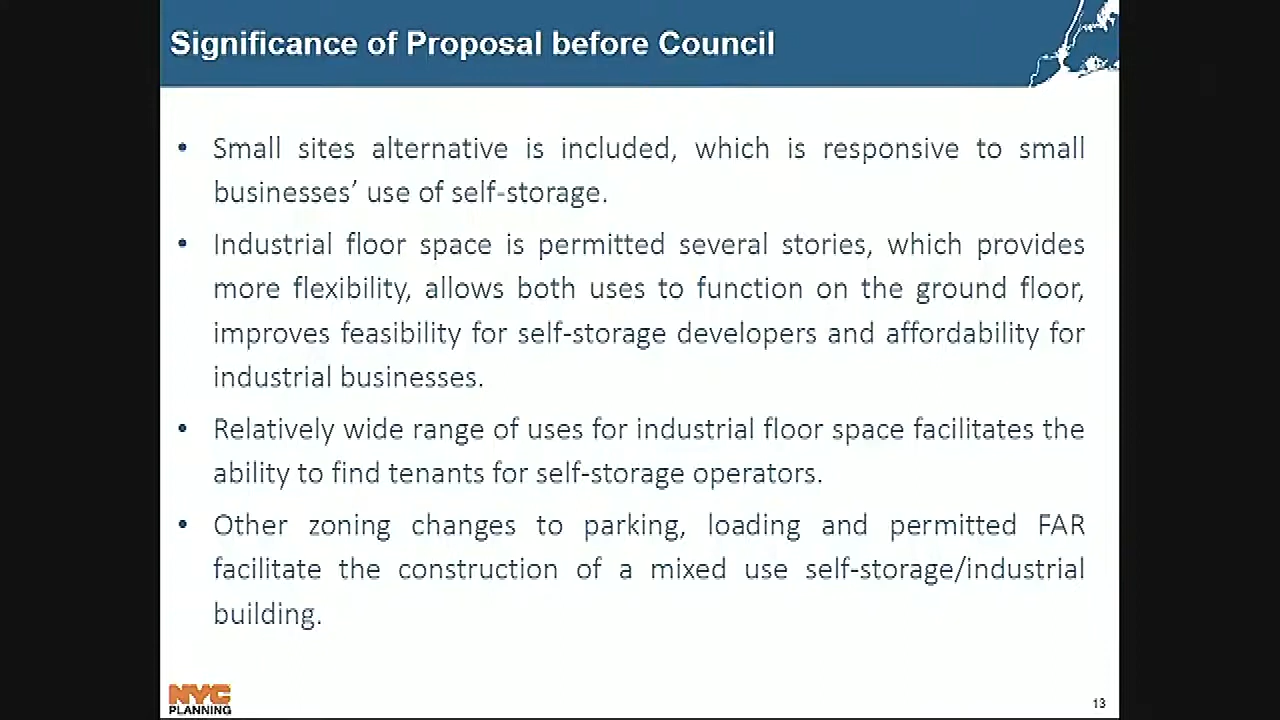 Significance of Proposal before Council
• Small sites alternative is included, which is responsive to small
businesses’ use of self-storage.
• Industrial floor space is permitted several stories, which provides
more flexibility, allows both uses to function on the ground floor,
improves feasibility for self-storage developers and affordability for
industrial businesses.
• Relatively wide range of uses for industrial floor space facilitates the
ability to find tenants for self-storage operators.
• Other zoning changes to parking, loading and permitted FAR
facilitate the construction of a mixed use self-storage/industrial
building.
NYC
PLANNING
13